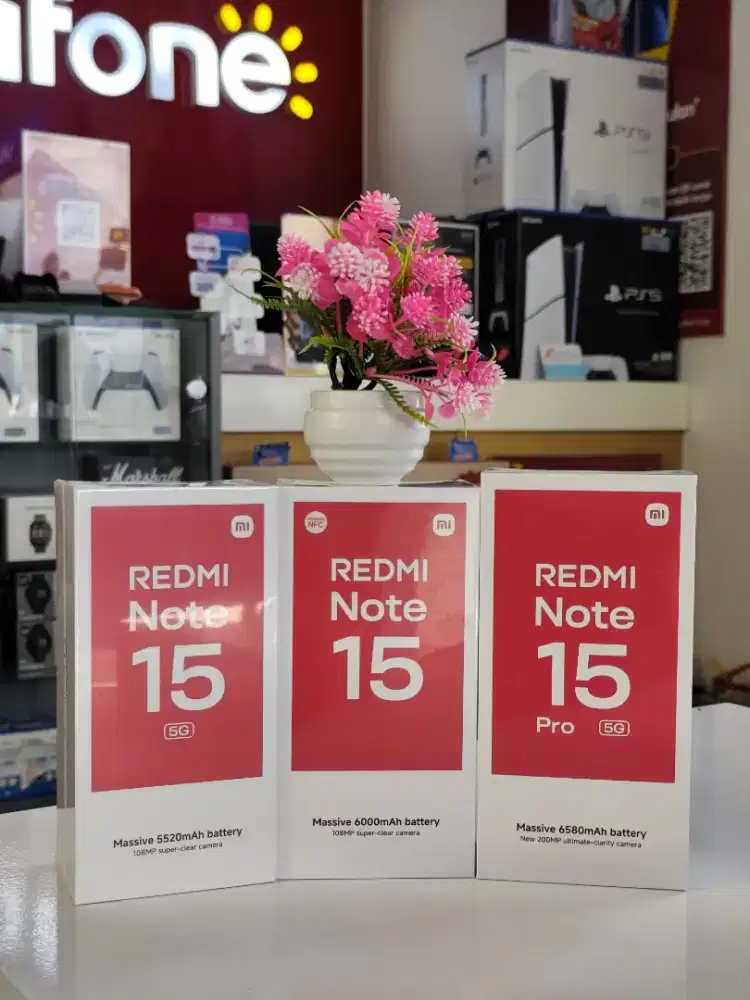 ifone
PS5
PS5
Marshall
mi
REDMI
Note
15
5G
Massive 5520mAh battery
108MP super-clear camera
NFC
mi
REDMI
Note
15
Massive 6000mAh battery
108MP super-clear camera
mi
REDMI
Note
15
Pro 5G
Massive 6580mAh battery
New 200MP ultimate-clarity camera